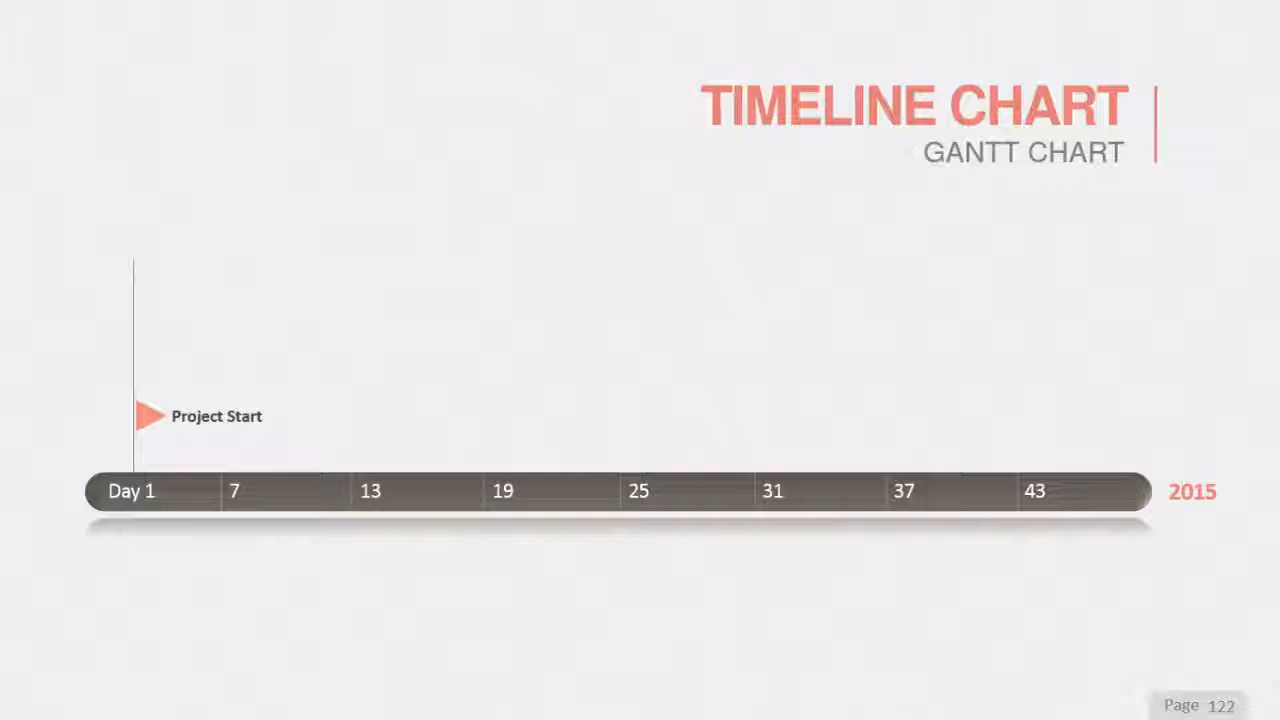 TIMELINE CHART
GANTT CHART
Project Start
Day 1 7 13 19 25 31 37 43 2015
Page 122